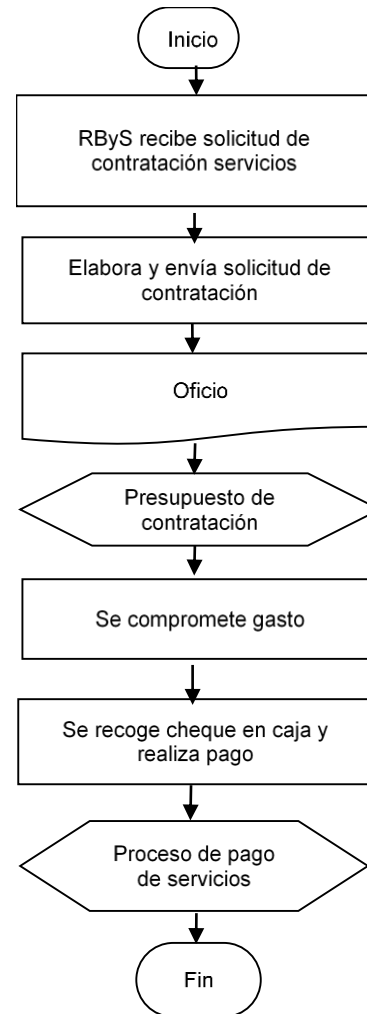 Inicio
RByS recibe solicitud de
contratación servicios
Elabora y envía solicitud de
contratación
Oficio
Presupuesto de
contratación
Se compromete gasto
Se recoge cheque en caja y
realiza pago
Proceso de pago
de servicios
Fin